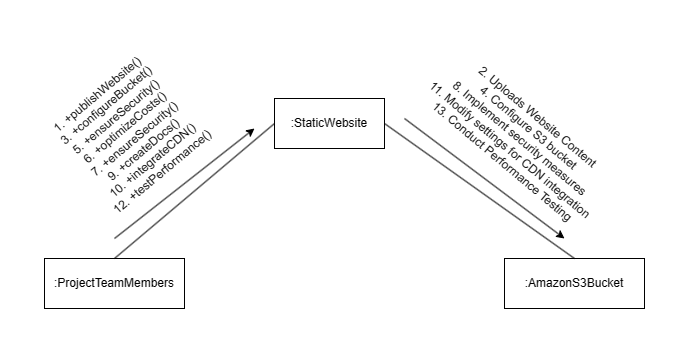 1. +publishWebsite()
3. +configureBucket()
5. +ensureSecurity()
6. +optimizeCosts()
7. +ensureSecurity()
9. +createDocs()
10. +integrateCDN()
12. +testPerformance()
:StaticWebsite
2. Uploads Website Content
4. Configure S3 bucket
8. Implement security measures
11. Modify settings for CDN integration
13. Conduct Performance Testing
:ProjectTeamMembers
:AmazonS3Bucket